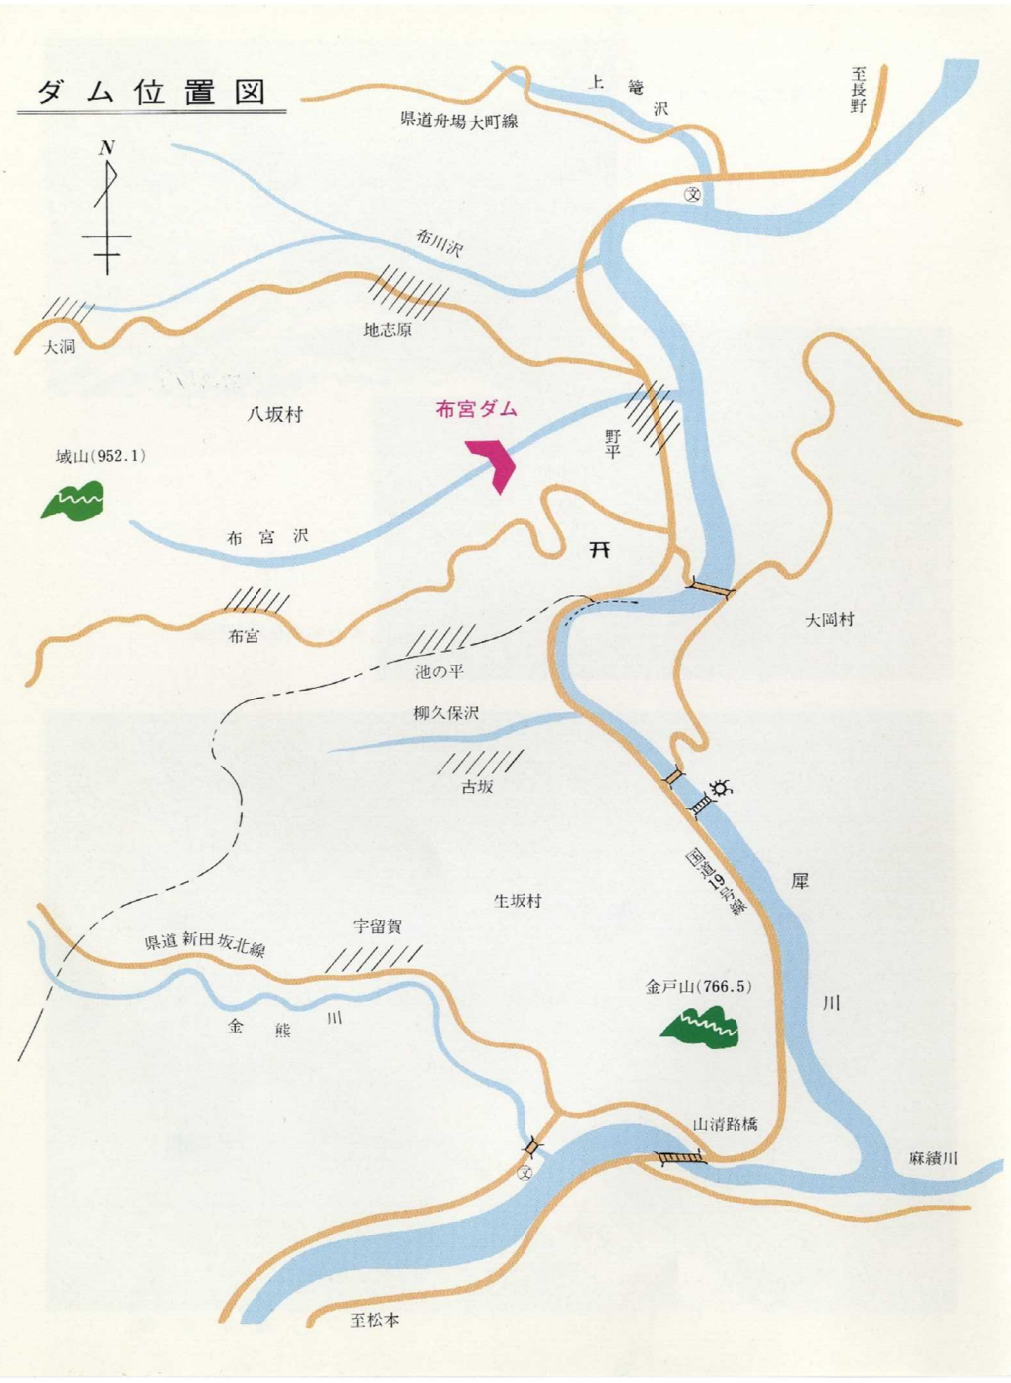 ダム位置図
N
上篭沢
至長野
県道舟場大町線
文
布川沢
地志原
大洞
八坂村
布宮ダム
野平
域山(952.1)
布宮沢
布宮
大岡村
池の平
柳久保沢
古坂
国道19号線
犀川
生坂村
宇留賀
県道新田坂北線
金熊川
金戸山(766.5)
山清路橋
麻績川
文
至松本